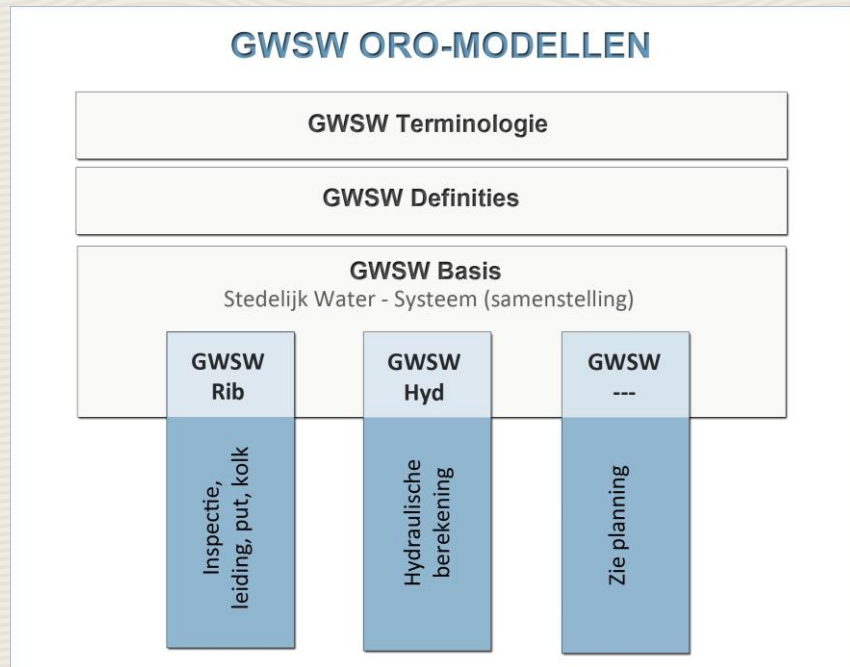 GWSW ORO-MODELLEN
GWSW Terminologie
GWSW Definities
GWSW Basis
Stedelijk Water - Systeem (samenstelling)
GWSW
Rib
Inspectie,
leiding, put, kolk
GWSW
Hyd
Hydraulische
berekening
GWSW
---
Zie planning